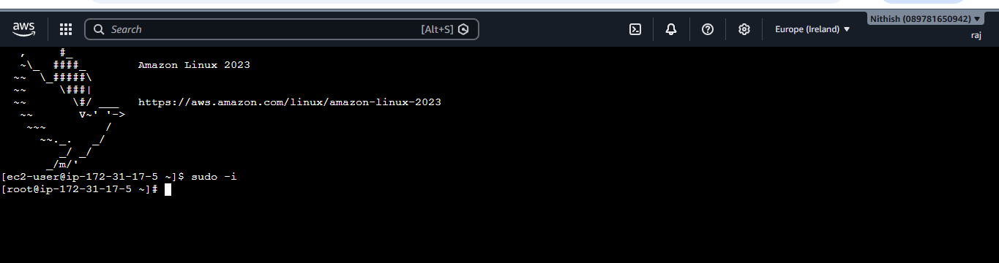 aws
Search [Alt+S]
Europe (Ireland)
Nithish (089781650942)
raj
   ,     #_
   ~\_  ####_        Amazon Linux 2023
  ~~  \_#####\
  ~~     \###|
  ~~       \#/ ___   https://aws.amazon.com/linux/amazon-linux-2023
   ~~       V~' '->
    ~~~         /
      ~~._.   _/
         _/ _/
       _/m/'
[ec2-user@ip-172-31-17-5 ~]$ sudo -i
[root@ip-172-31-17-5 ~]#